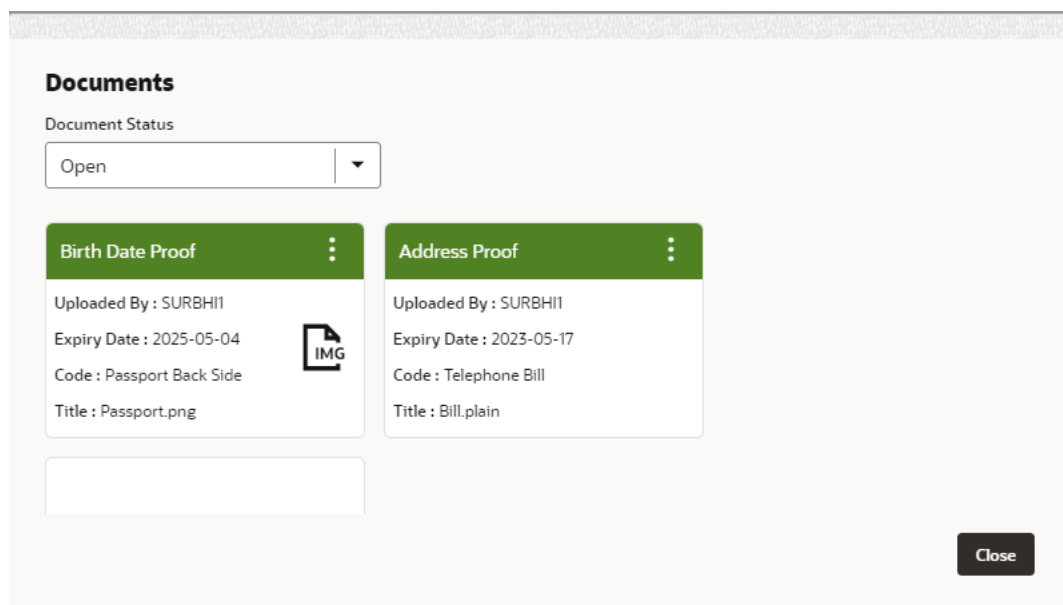 Documents
Document Status
Open
Birth Date Proof
Uploaded By : SURBHI1
Expiry Date : 2025-05-04
IMG
Code : Passport Back Side
Title : Passport.png
Address Proof
Uploaded By : SURBHI1
Expiry Date : 2023-05-17
Code : Telephone Bill
Title : Bill.plain
Close